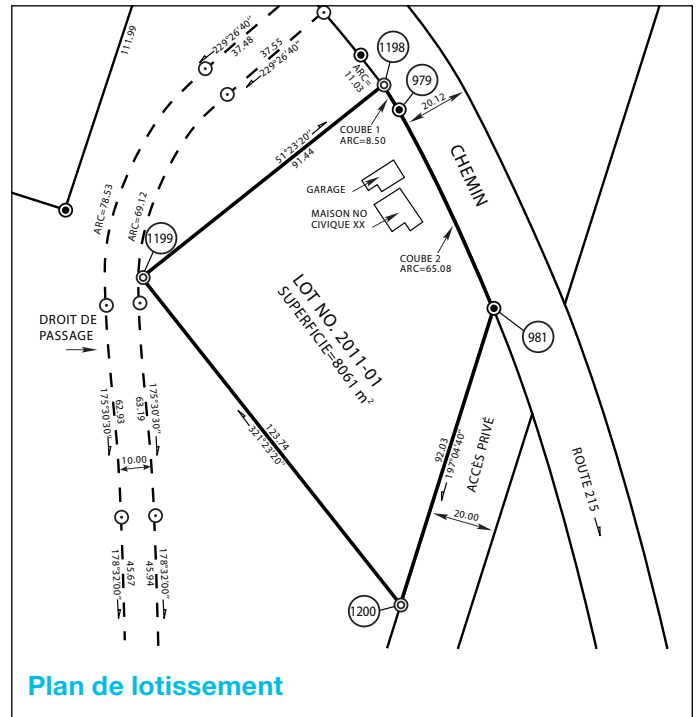 111.99
229°26'40"
37.48
37.55
229°26'40"
ARC=
11.03
1198
979
20.12
COUBE 1
ARC=8.50
51°23'20"
91.44
CHEMIN
GARAGE
MAISON NO
CIVIQUE XX
ARC=78.53
ARC=69.12
1199
COUBE 2
ARC=65.08
LOT NO. 2011-01
SUPERFICIE=8061 m²
DROIT DE
PASSAGE
981
62.93
175°30'30"
63.19
175°30'30"
10.00
123.74
321°23'20"
92.03
197°04'40"
ACCÈS PRIVÉ
20.00
ROUTE 215
45.67
178°32'00"
45.94
178°32'00"
1200
Plan de lotissement